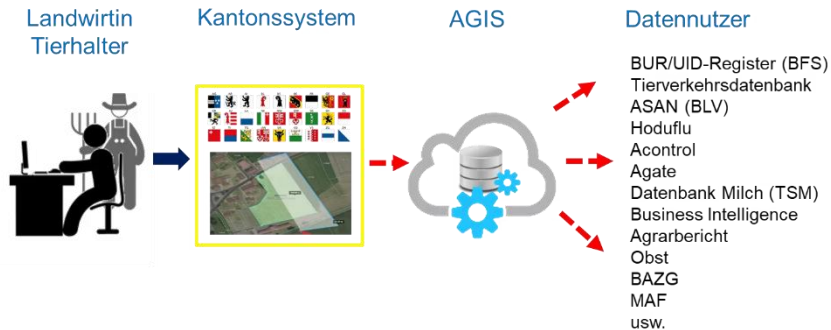 Landwirtin
Tierhalter
Kantonssystem
AGIS
Datennutzer
BUR/UID-Register (BFS)
Tierverkehrsdatenbank
ASAN (BLV)
Hoduflu
Acontrol
Agate
Datenbank Milch (TSM)
Business Intelligence
Agrarbericht
Obst
BAZG
MAF
usw.